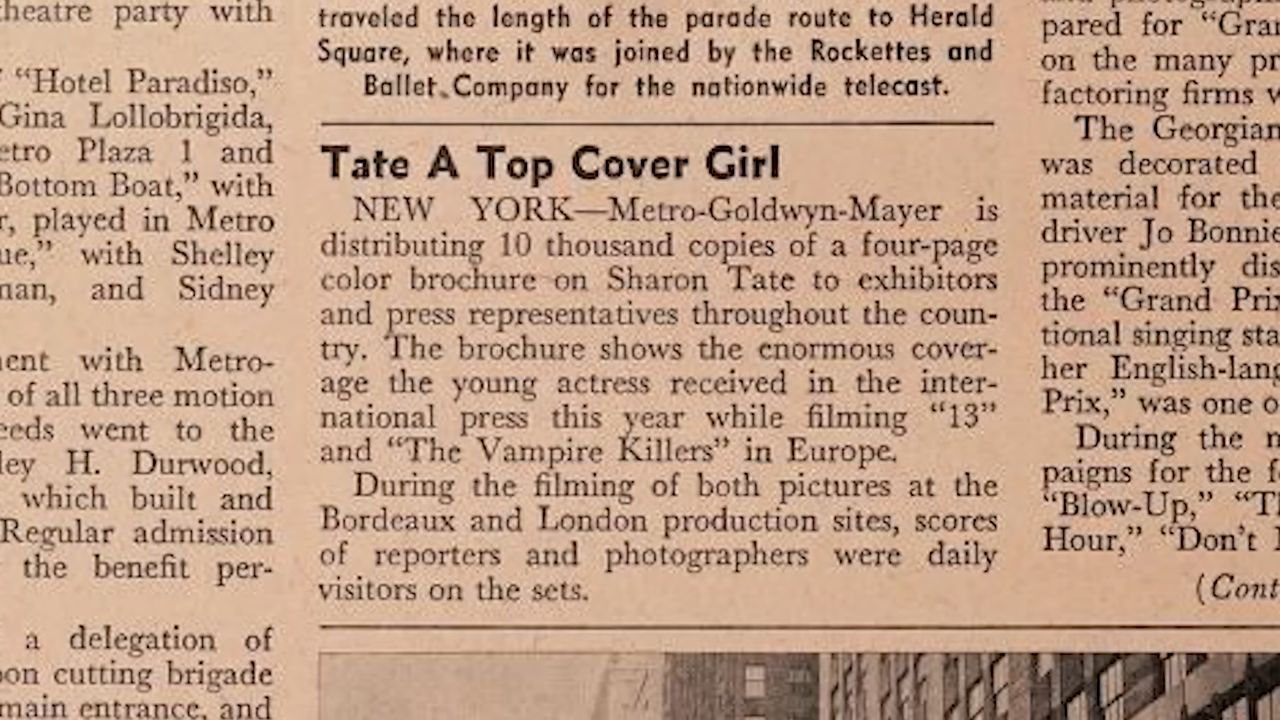 theatre party with
"Hotel Paradiso,"
Gina Lollobrigida,
Metro Plaza 1 and
Bottom Boat," with
played in Metro
with Shelley
and Sidney
with Metro-
of all three motion
went to the
H. Durwood,
which built and
Regular admission
the benefit per-
a delegation of
cutting brigade
main entrance, and
traveled the length of the parade route to Herald
Square, where it was joined by the Rockettes and
Ballet Company for the nationwide telecast.
Tate A Top Cover Girl
NEW YORK—Metro-Goldwyn-Mayer is
distributing 10 thousand copies of a four-page
color brochure on Sharon Tate to exhibitors
and press representatives throughout the coun-
try. The brochure shows the enormous cover-
age the young actress received in the inter-
national press this year while filming "13"
and "The Vampire Killers" in Europe.
During the filming of both pictures at the
Bordeaux and London production sites, scores
of reporters and photographers were daily
visitors on the sets.
pared for
on the many
factoring firms
The Georgian
was decorated
material for the
driver Jo
prominently
the "Grand
tional singing
her
Prix," was one
During the
paigns for the
"Blow-Up,"
Hour," "Don't